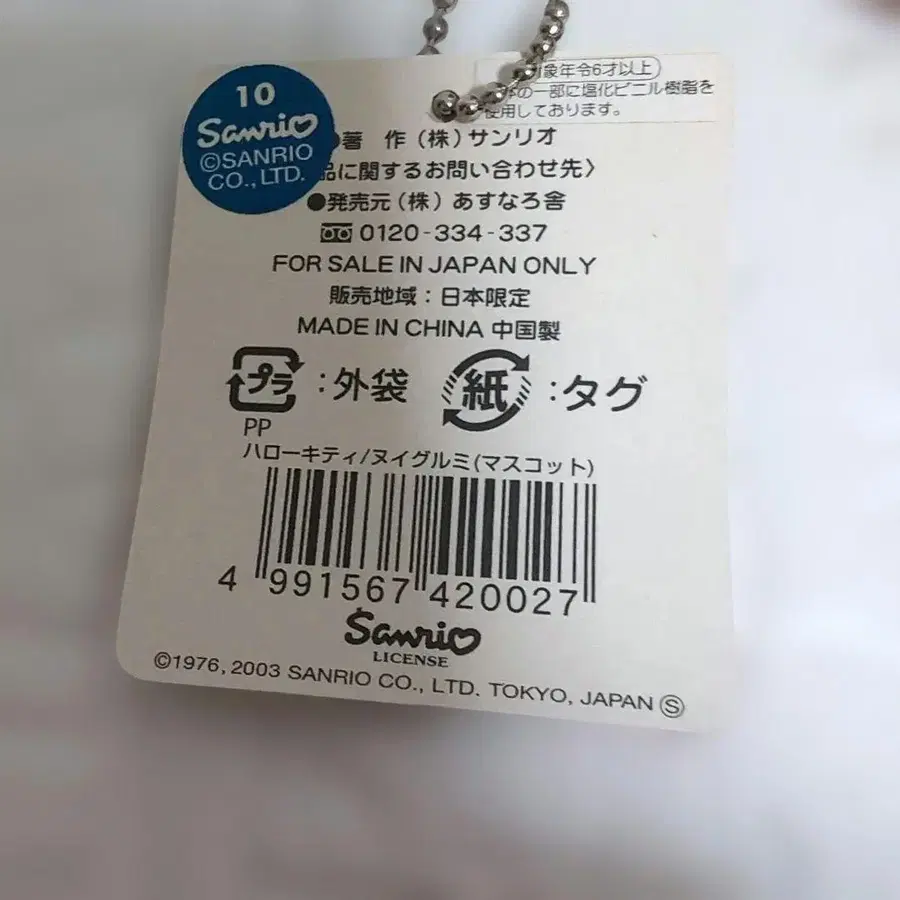 10
Sanrio
©SANRIO
CO., LTD.
対象年令6才以上)
の一部に塩化ビニル樹脂を
使用しております。
著 作(株)サンリオ
品に関するお問い合わせ先〉
●発売元(株)あすなろ舎
0120-334-337
FOR SALE IN JAPAN ONLY
販売地域:日本限定
MADE IN CHINA 中国製
プラ :外袋 紙 :タグ
PP
ハローキティ/ヌイグルミ(マスコット)
4 991567 420027
Sanrio
LICENSE
©1976, 2003 SANRIO CO., LTD. TOKYO, JAPAN Ⓢ